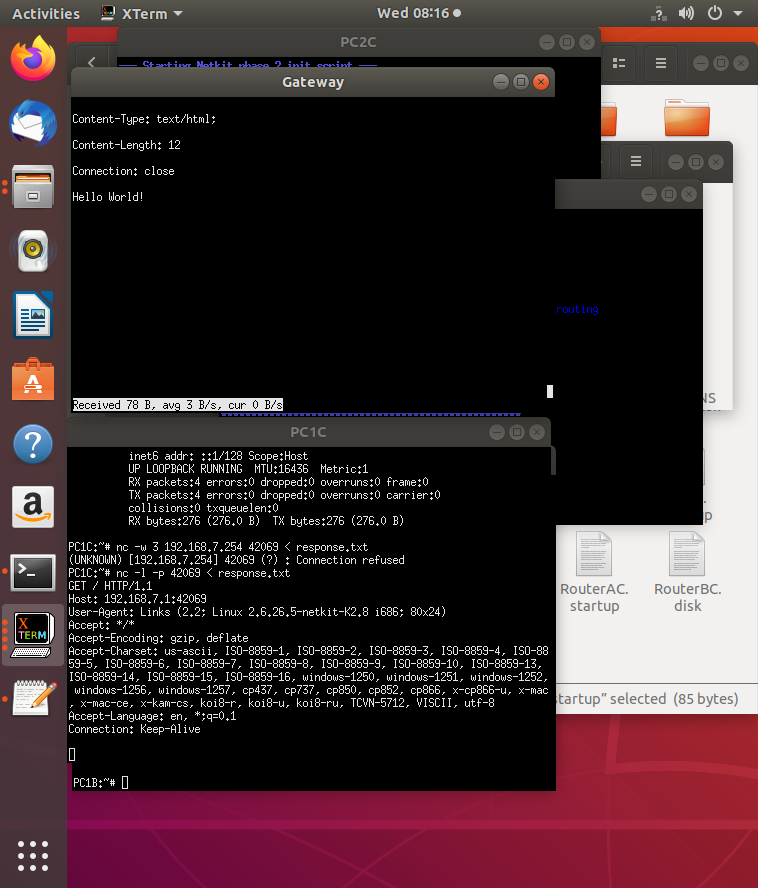 Activities XTerm Wed 08:16
PC2C
Starting Netkit phase 2 init script
Gateway
Content-Type: text/html;
Content-Length: 12
Connection: close
Hello World!
routing
Received 78 B, avg 3 B/s, cur 0 B/s
NS
PC1C
inet6 addr: ::1/128 Scope:Host
UP LOOPBACK RUNNING  MTU:16436  Metric:1
RX packets:4 errors:0 dropped:0 overruns:0 frame:0
TX packets:4 errors:0 dropped:0 overruns:0 carrier:0
collisions:0 txqueuelen:0
RX bytes:276 (276.0 B)  TX bytes:276 (276.0 B)
PC1C:~# nc -w 3 192.168.7.254 42069 < response.txt
(UNKNOWN) [192.168.7.254] 42069 (?) : Connection refused
PC1C:~# nc -l -p 42069 < response.txt
GET / HTTP/1.1
Host: 192.168.7.1:42069
User-Agent: Links (2.2; Linux 2.6.26.5-netkit-K2.8 i686; 80x24)
Accept: */*
Accept-Encoding: gzip, deflate
Accept-Charset: us-ascii, ISO-8859-1, ISO-8859-2, ISO-8859-3, ISO-8859-4, ISO-88
59-5, ISO-8859-6, ISO-8859-7, ISO-8859-8, ISO-8859-9, ISO-8859-10, ISO-8859-13,
ISO-8859-14, ISO-8859-15, ISO-8859-16, windows-1250, windows-1251, windows-1252,
windows-1256, windows-1257, cp437, cp737, cp850, cp852, cp866, x-cp866-u, x-mac
, x-mac-ce, x-kam-cs, koi8-r, koi8-u, koi8-ru, TCVN-5712, VISCII, utf-8
Accept-Language: en, *;q=0.1
Connection: Keep-Alive
PC1B:~#
RouterAC.
startup
RouterBC.
disk
startup” selected (85 bytes)
X
TERM
a